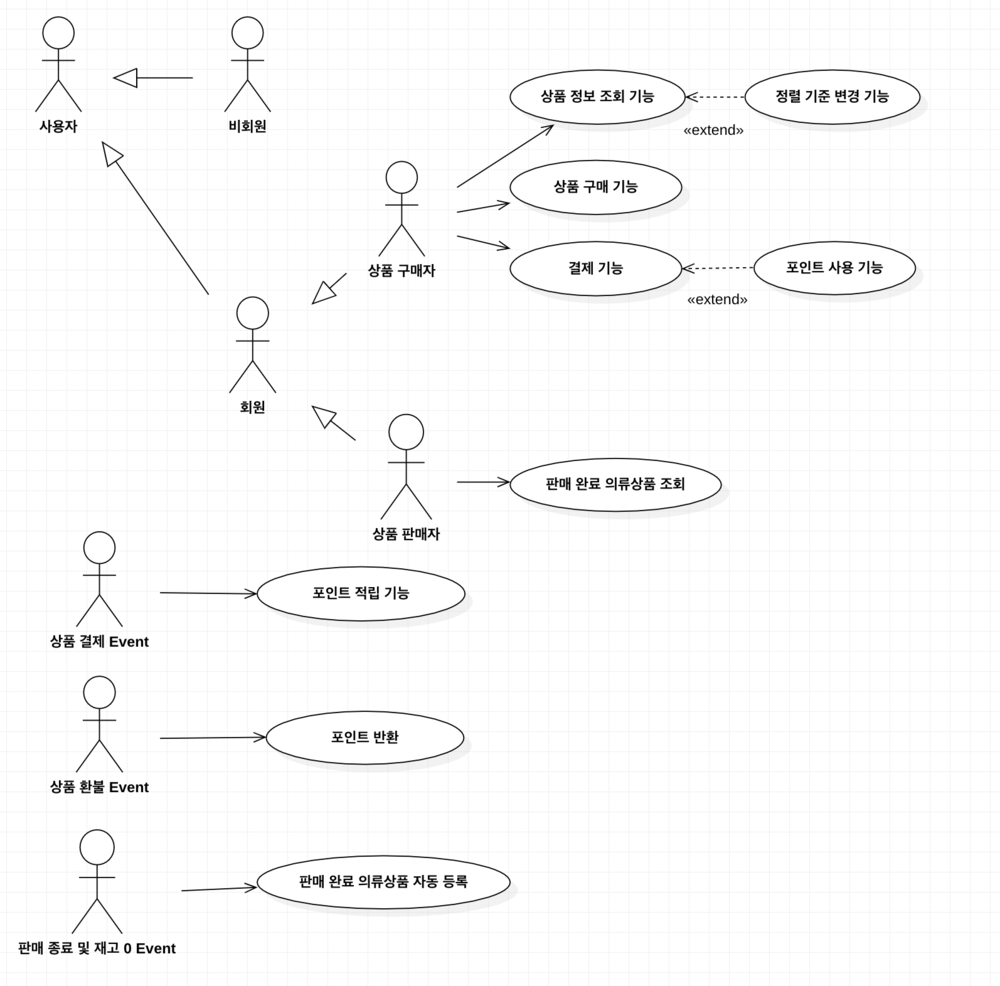 사용자
비회원
상품 정보 조회 기능
정렬 기준 변경 기능
«extend»
상품 구매 기능
상품 구매자
결제 기능
포인트 사용 기능
«extend»
회원
판매 완료 의류상품 조회
상품 판매자
포인트 적립 기능
상품 결제 Event
포인트 반환
상품 환불 Event
판매 완료 의류상품 자동 등록
판매 종료 및 재고 0 Event